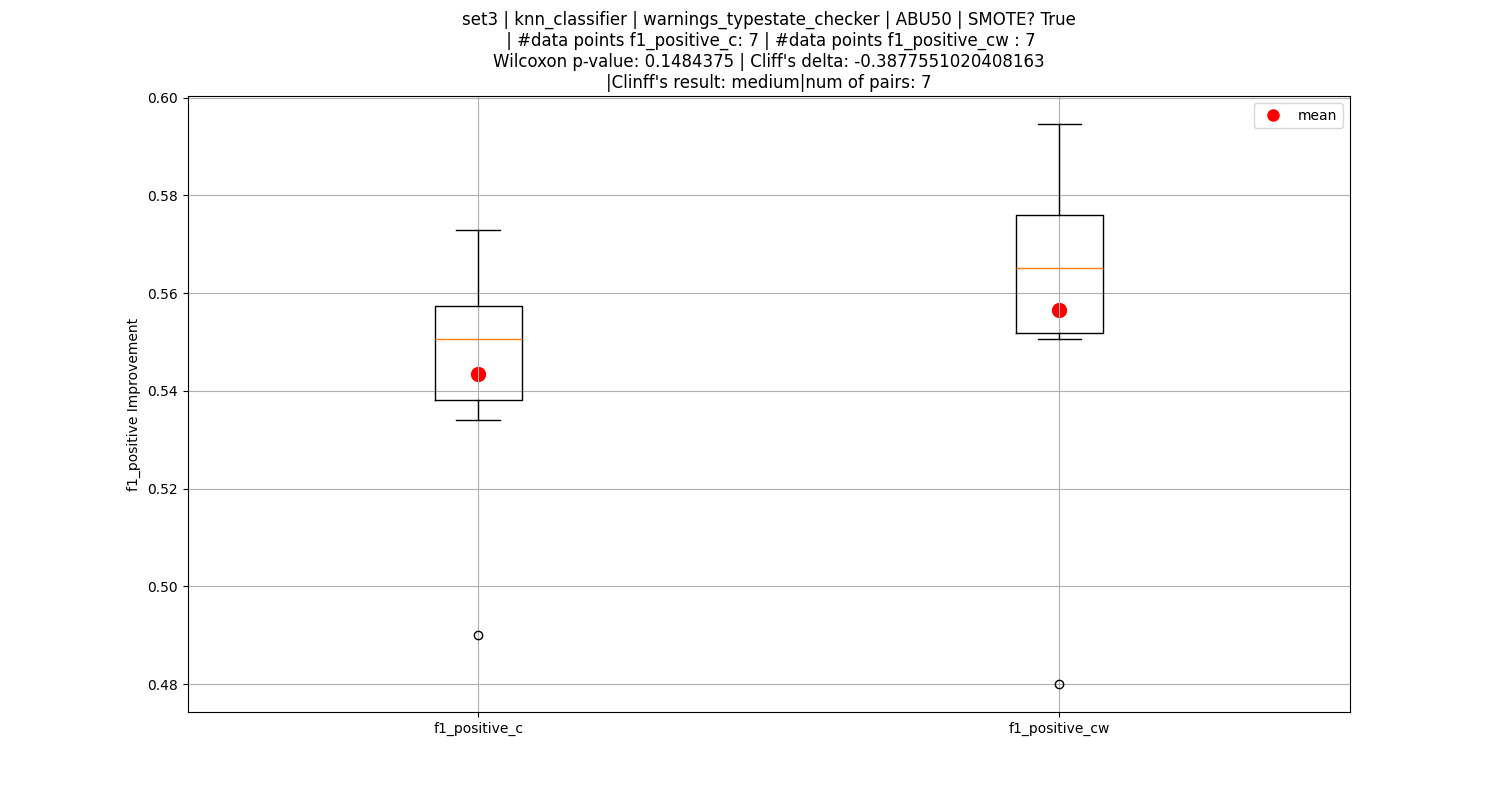 set3 | knn_classifier | warnings_typestate_checker | ABU50 | SMOTE? True
| #data points f1_positive_c: 7 | #data points f1_positive_cw : 7
Wilcoxon p-value: 0.1484375 | Cliff's delta: -0.3877551020408163
|Clinff's result: medium|num of pairs: 7
mean
f1_positive Improvement
0.60
0.58
0.56
0.54
0.52
0.50
0.48
f1_positive_c
f1_positive_cw